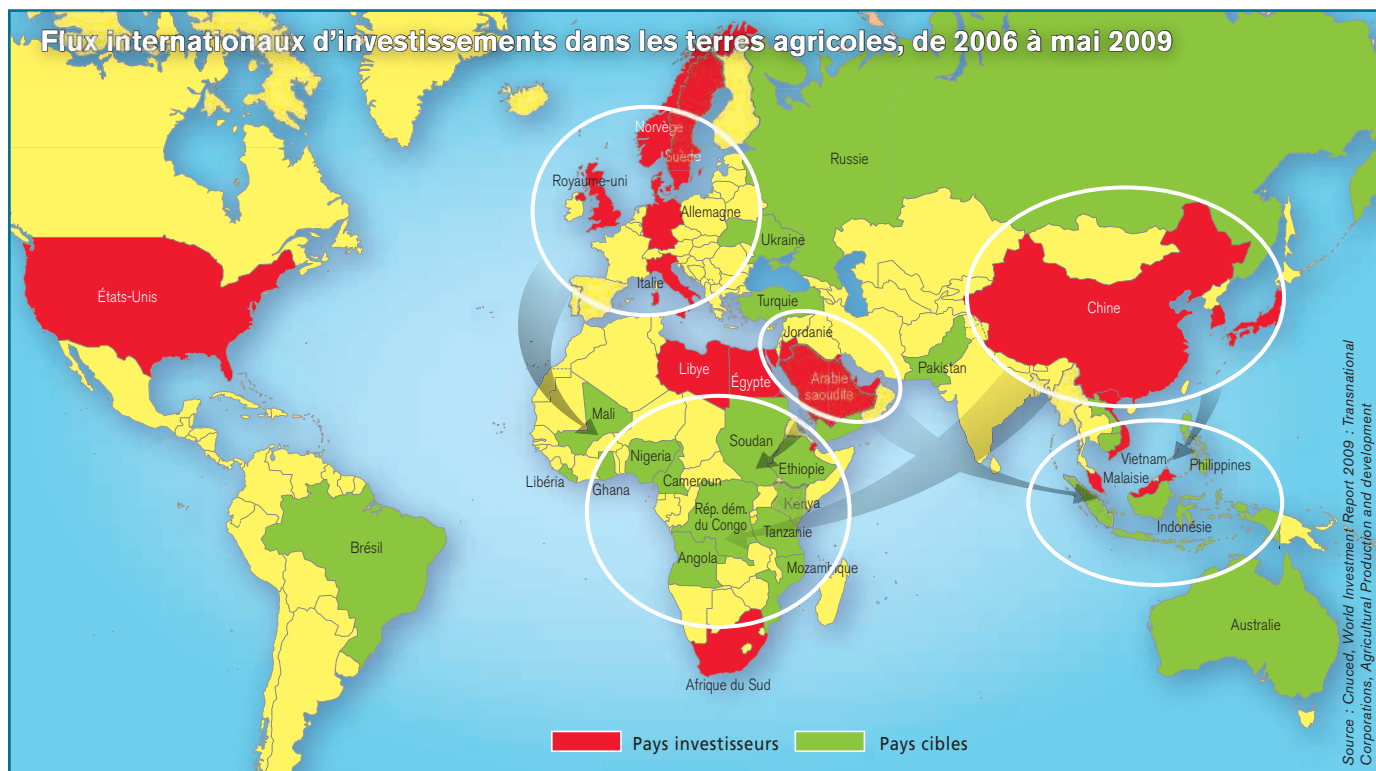 Flux internationaux d'investissements dans les terres agricoles, de 2006 à mai 2009
Norvège
Suède
Royaume-uni
Allemagne
Russie
Ukraine
Italie
Turquie
Jordanie
États-Unis
Chine
Libye
Égypte
Arabie
saoudite
Pakistan
Mali
Soudan
Nigeria
Ethiopie
Libéria
Ghana
Cameroun
Kenya
Rép. dém.
du Congo
Tanzanie
Angola
Mozambique
Vietnam
Philippines
Malaisie
Indonésie
Brésil
Australie
Afrique du Sud
Pays investisseurs
Pays cibles
Source : Cnuced, World Investment Report 2009 : Transnational
Corporations, Agricultural Production and development